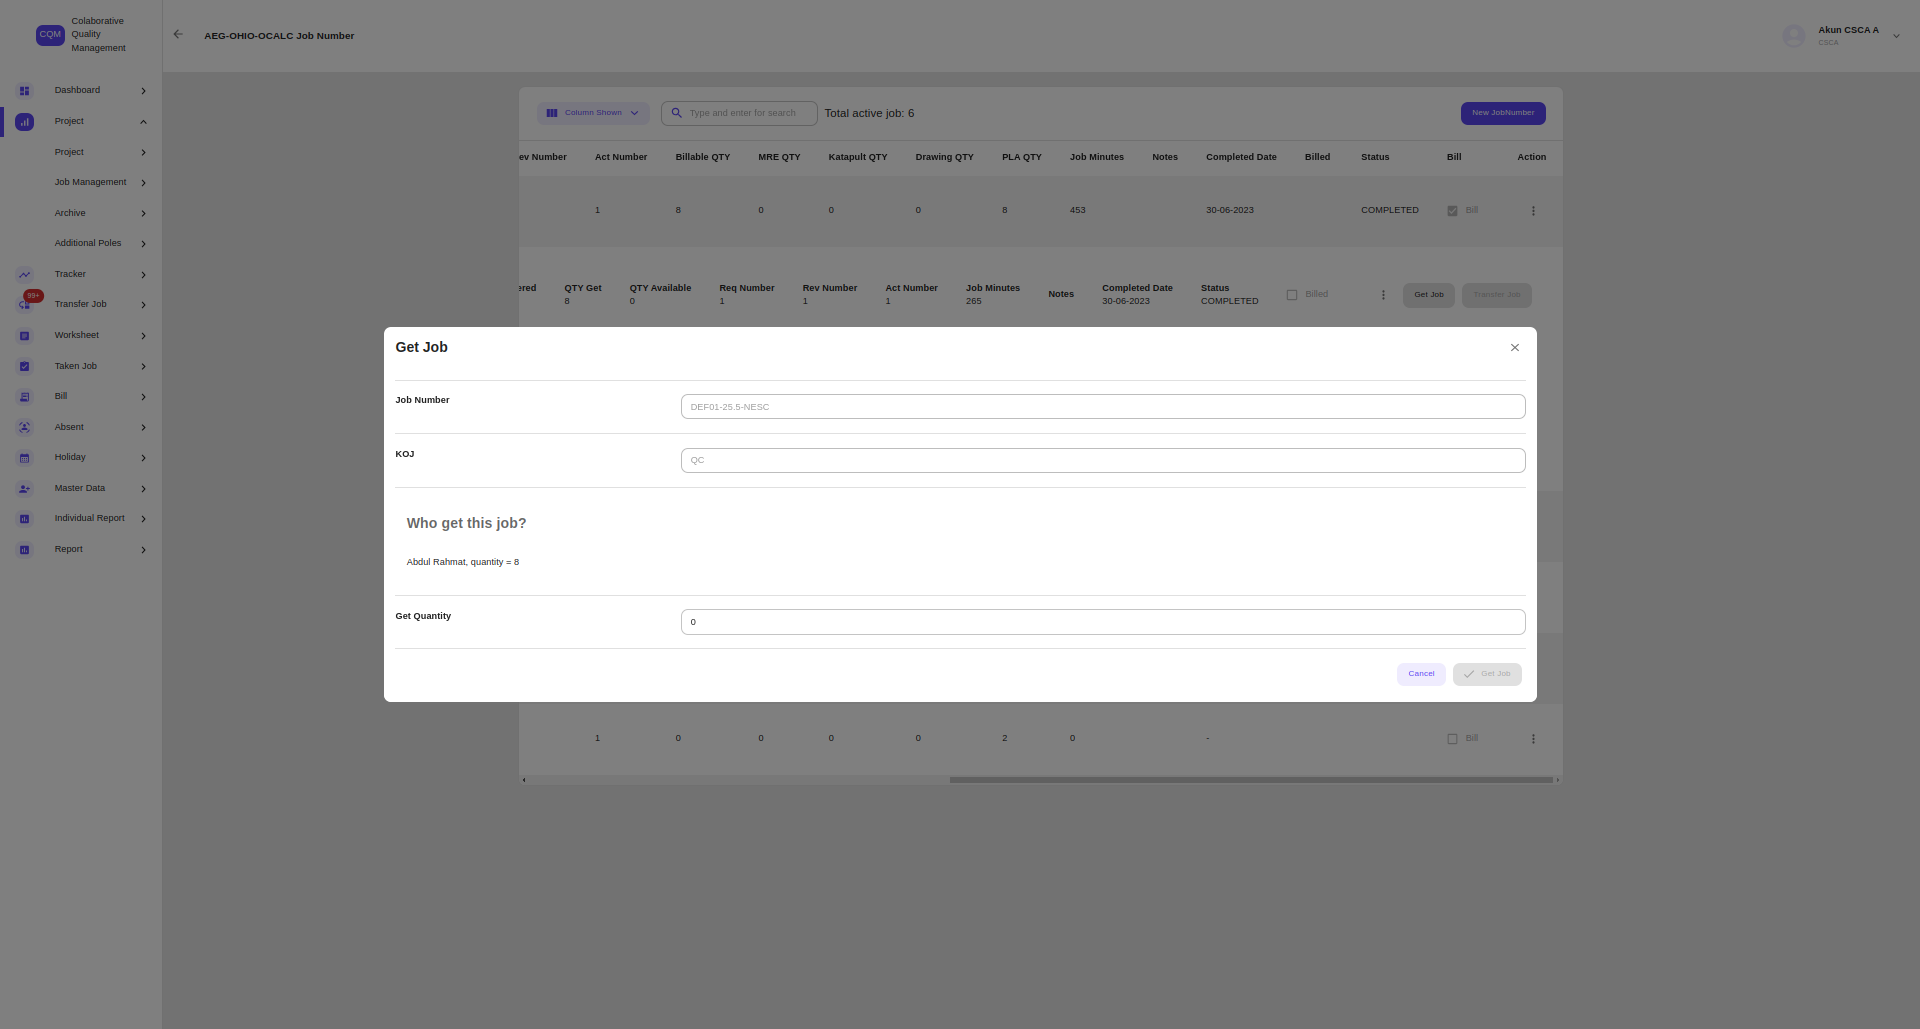 CQM
Colaborative
Quality
Management
AEG-OHIO-OCALC Job Number
Akun CSCA A
CSCA
Dashboard
Project
Project
Job Management
Archive
Additional Poles
Tracker
99+
Transfer Job
Worksheet
Taken Job
Bill
Absent
Holiday
Master Data
Individual Report
Report
Column Shown
Type and enter for search
Total active job: 6
New JobNumber
ev Number Act Number Billable QTY MRE QTY Katapult QTY Drawing QTY PLA QTY Job Minutes Notes Completed Date Billed Status Bill Action
1 8 0 0 0 8 453 30-06-2023 COMPLETED Bill
ered QTY Get QTY Available Req Number Rev Number Act Number Job Minutes Notes Completed Date Status
8 0 1 1 1 265 30-06-2023 COMPLETED
Billed Get Job Transfer Job
Get Job
Job Number DEF01-25.5-NESC
KOJ QC
Who get this job?
Abdul Rahmat, quantity = 8
Get Quantity 0
Cancel Get Job
1 0 0 0 0 2 0 - Bill